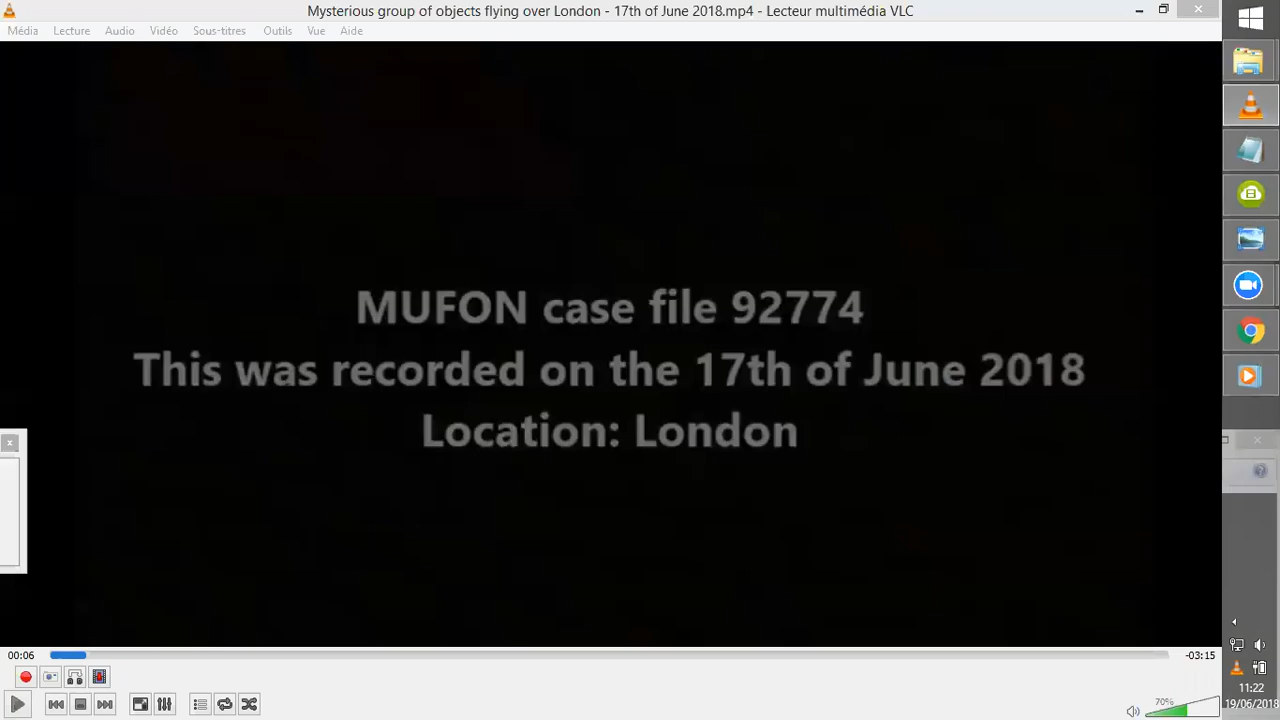 Mysterious group of objects flying over London - 17th of June 2018.mp4 - Lecteur multimédia VLC
Média Lecture Audio Vidéo Sous-titres Outils Vue Aide
MUFON case file 92774
This was recorded on the 17th of June 2018
Location: London
00:06
-03:15
70%
11:22
19/06/2018